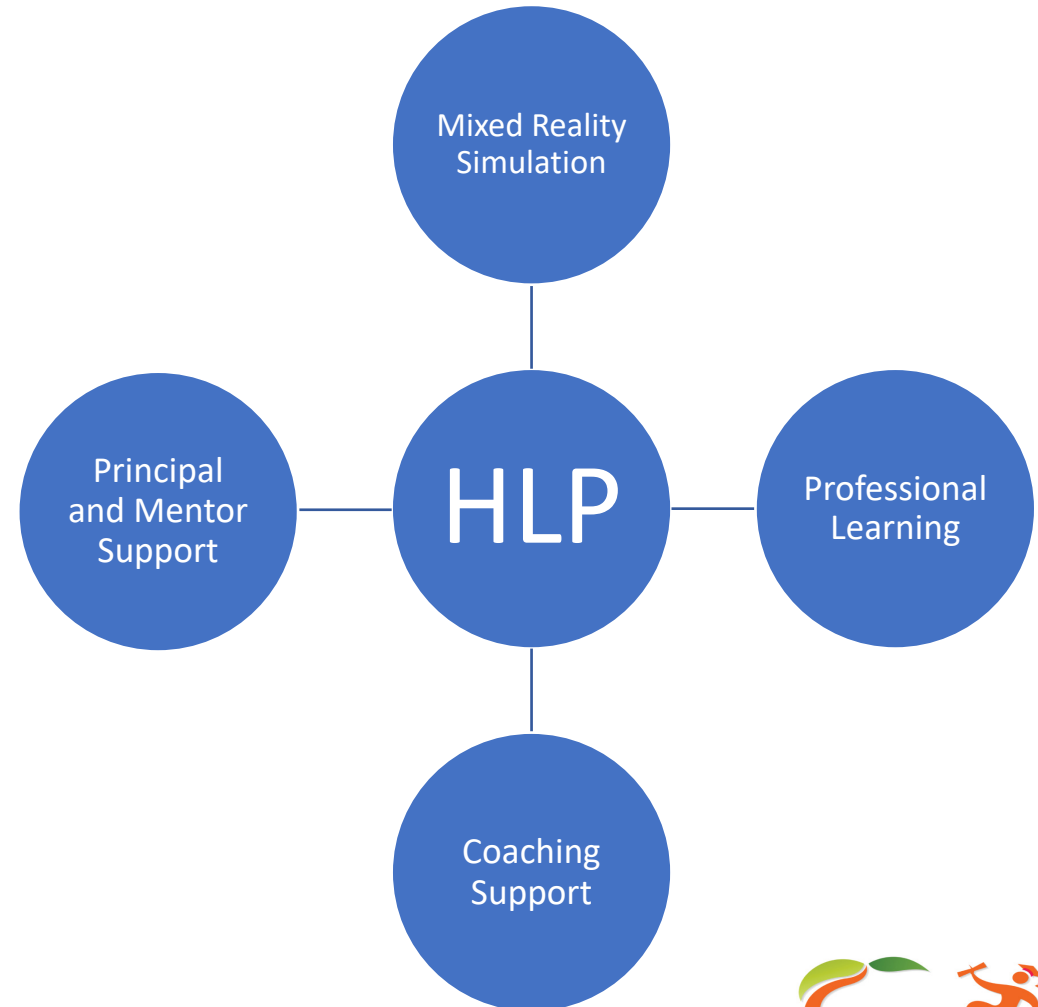 Mixed Reality
Simulation
Principal
and Mentor
Support
HLP
Professional
Learning
Coaching
Support